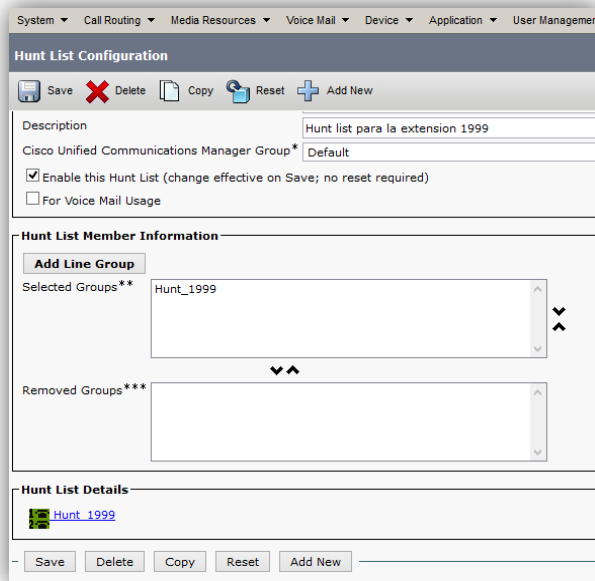 System Call Routing Media Resources Voice Mail Device Application User Managemen
Hunt List Configuration
Save Delete Copy Reset Add New
Description Hunt list para la extension 1999
Cisco Unified Communications Manager Group* Default
Enable this Hunt List (change effective on Save; no reset required)
For Voice Mail Usage
Hunt List Member Information
Add Line Group
Selected Groups** Hunt_1999
Removed Groups***
Hunt List Details
Hunt_1999
Save Delete Copy Reset Add New